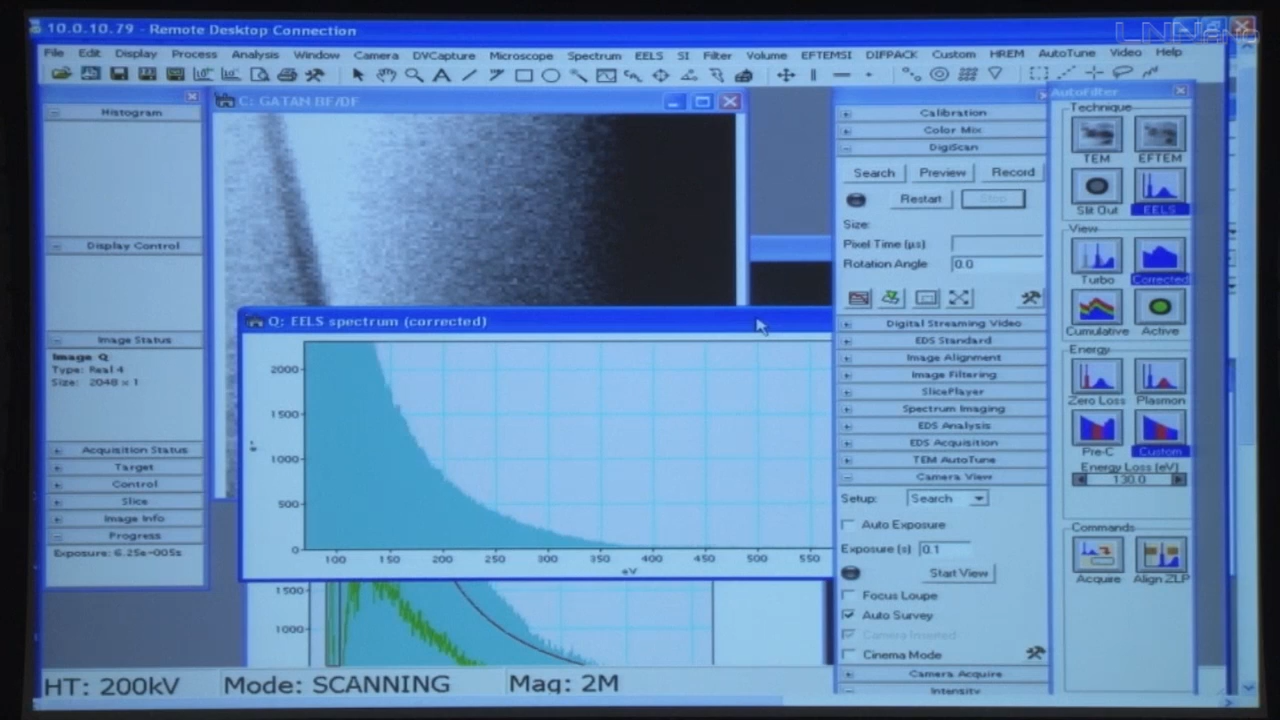 10.0.10.79 - Remote Desktop Connection
LNNano
File Edit Display Process Analysis Window Camera DVCapture Microscope Spectrum EELS SI Filter Volume EFTEMSI DIFPACK Custom HREM AutoTune Video Help
Histogram
Display Control
Image Status
Image Q
Type: Real 4
Size: 2048 x 1
Acquisition Status
Target
Control
Slice
Image Info
Progress
Exposure: 6.25e-005s
C: GATAN BF/DF
Q: EELS spectrum (corrected)
2000
1500
1000
500
0
e-
100 150 200 250 300 350 400 450 500 550
eV
1500
1000
Calibration
Color Mix
DigiScan
Search Preview Record
Restart Stop
Size:
Pixel Time (µs)
Rotation Angle 0.0
Digital Streaming Video
EDS Standard
Image Alignment
Image Filtering
SlicePlayer
Spectrum Imaging
EDS Analysis
EDS Acquisition
TEM AutoTune
Camera View
Setup: Search
Auto Exposure
Exposure (s) 0.1
Start View
Focus Loupe
Auto Survey
Camera Inserted
Cinema Mode
Camera Acquire
Intensity
AutoFilter
Technique
TEM EFTEM
Slit Out EELS
View
Turbo Corrected
Cumulative Active
Energy
Zero Loss Plasmon
Pre-C Custom
Energy Loss (eV)
130.0
Commands
Acquire Align ZLP
HT: 200kV Mode: SCANNING Mag: 2M